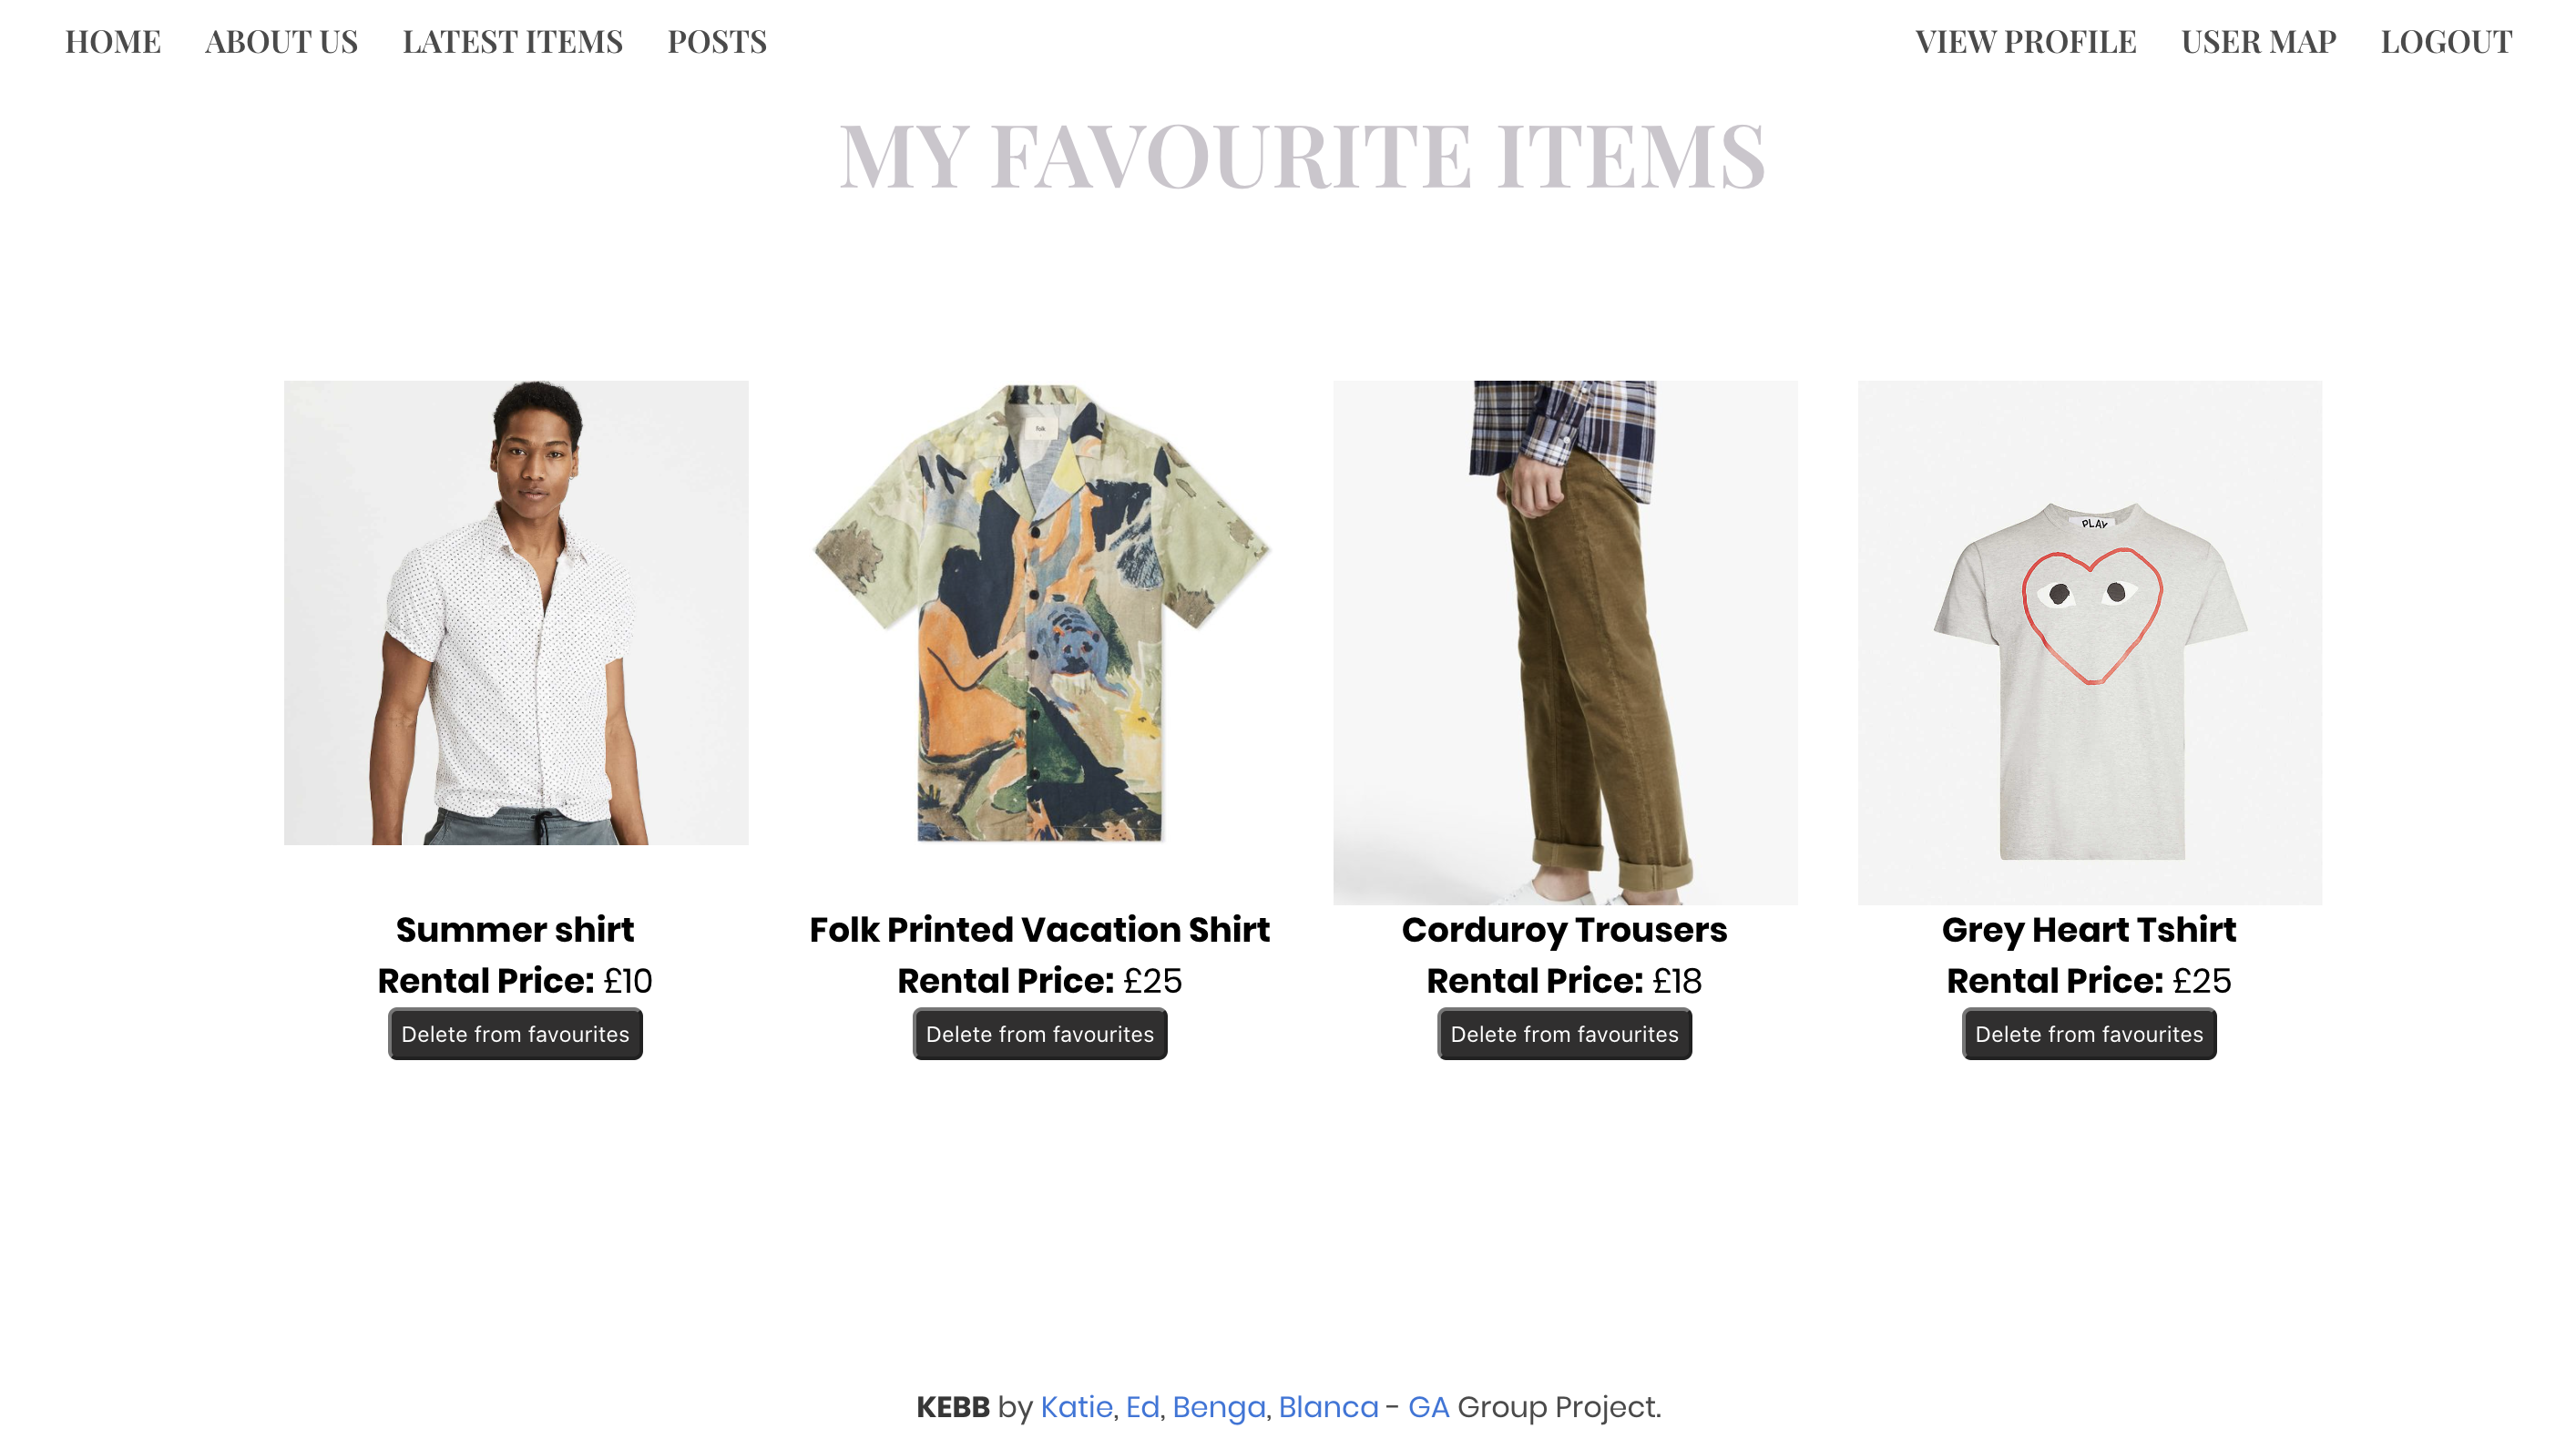 HOME ABOUT US LATEST ITEMS POSTS VIEW PROFILE USER MAP LOGOUT
MY FAVOURITE ITEMS
Folk
PLAY
Summer shirt
Rental Price: £10
Delete from favourites
Folk Printed Vacation Shirt
Rental Price: £25
Delete from favourites
Corduroy Trousers
Rental Price: £18
Delete from favourites
Grey Heart Tshirt
Rental Price: £25
Delete from favourites
KEBB by Katie, Ed, Benga, Blanca - GA Group Project.